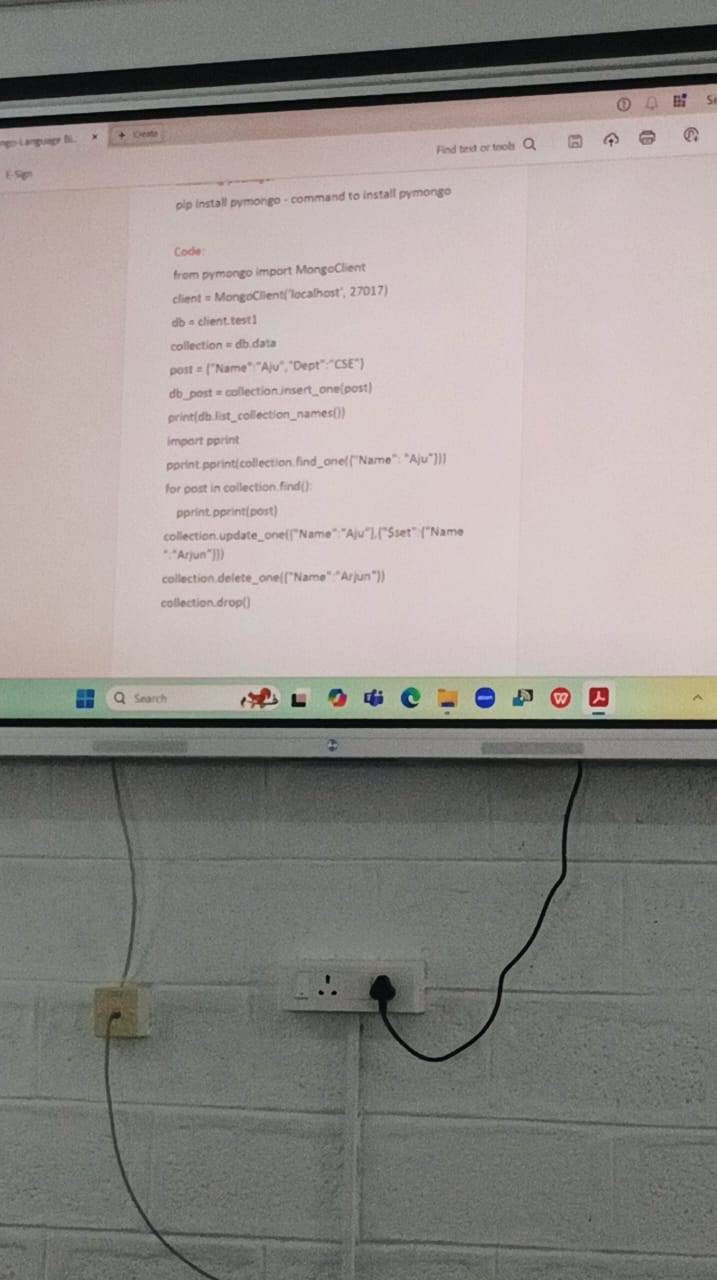 + Create
E-Sign
Find text or tools
pip install pymongo - command to install pymongo
Code:
from pymongo import MongoClient
client = MongoClient('localhost', 27017)
db = client.test1
collection = db.data
post = {"Name":"Aju","Dept":"CSE"}
db_post = collection.insert_one(post)
print(db.list_collection_names())
import pprint
pprint.pprint(collection.find_one({"Name": "Aju"}))
for post in collection.find():
pprint.pprint(post)
collection.update_one({"Name":"Aju"},{"$set":{"Name
":"Arjun"}})
collection.delete_one({"Name":"Arjun"})
collection.drop()
Search